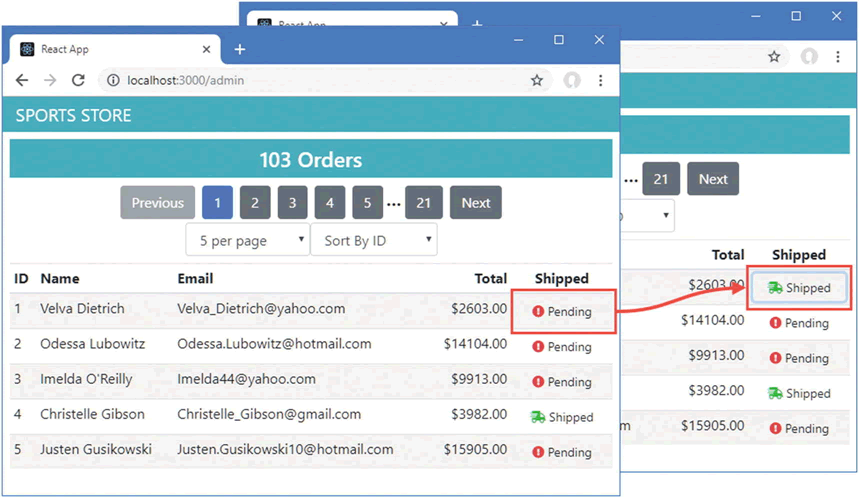 React App
localhost:3000/admin
SPORTS STORE
103 Orders
Previous 1 2 3 4 5 ... 21 Next
5 per page Sort By ID
ID Name Email Total Shipped
1 Velva Dietrich Velva_Dietrich@yahoo.com $2603.00 Pending
2 Odessa Lubowitz Odessa.Lubowitz@hotmail.com $14104.00 Pending
3 Imelda O'Reilly Imelda44@yahoo.com $9913.00 Pending
4 Christelle Gibson Christelle_Gibson@gmail.com $3982.00 Shipped
5 Justen Gusikowski Justen.Gusikowski10@hotmail.com $15905.00 Pending
React App
... 21 Next
Total Shipped
$2603.00 Shipped
$14104.00 Pending
$9913.00 Pending
$3982.00 Shipped
m $15905.00 Pending